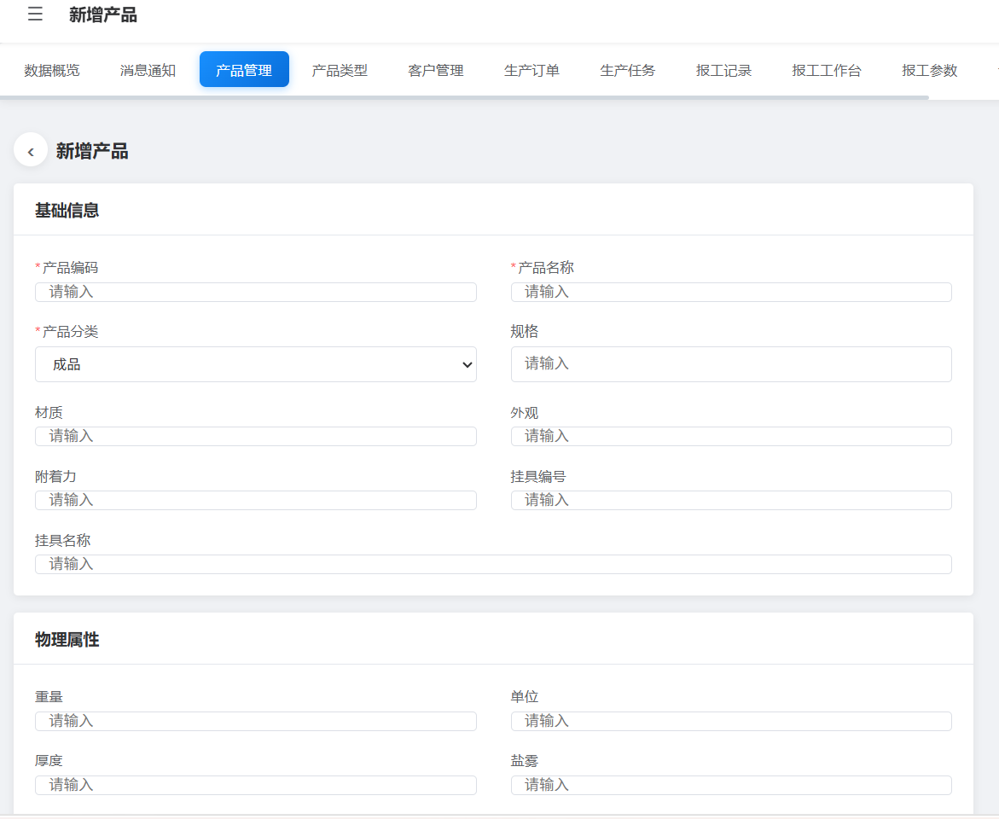 ☰ 新增产品
数据概览 消息通知 产品管理 产品类型 客户管理 生产订单 生产任务 报工记录 报工工作台 报工参数
‹ 新增产品
基础信息
*产品编码 *产品名称
请输入 请输入
*产品分类 规格
成品 请输入
材质 外观
请输入 请输入
附着力 挂具编号
请输入 请输入
挂具名称
请输入
物理属性
重量 单位
请输入 请输入
厚度 盐雾
请输入 请输入